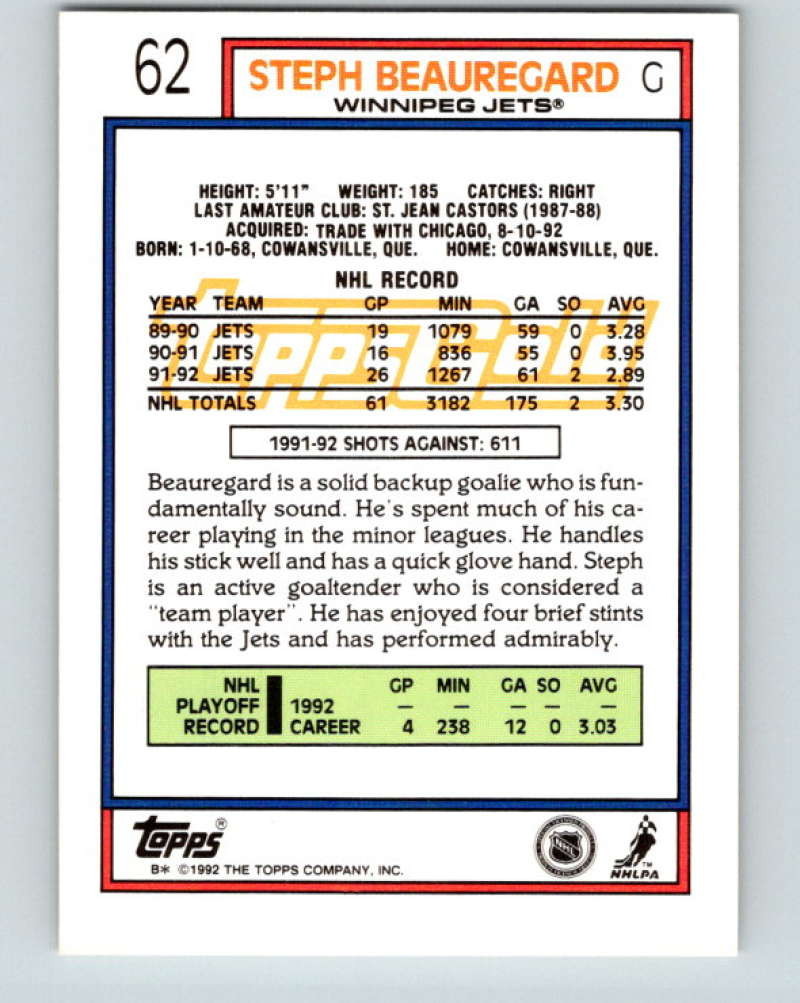 62 STEPH BEAUREGARD G
WINNIPEG JETS®
HEIGHT: 5'11" WEIGHT: 185 CATCHES: RIGHT
LAST AMATEUR CLUB: ST. JEAN CASTORS (1987-88)
ACQUIRED: TRADE WITH CHICAGO, 8-10-92
BORN: 1-10-68, COWANSVILLE, QUE. HOME: COWANSVILLE, QUE.
NHL RECORD
Topps Gold
YEAR TEAM GP MIN GA SO AVG
89-90 JETS 19 1079 59 0 3.28
90-91 JETS 16 836 55 0 3.95
91-92 JETS 26 1267 61 2 2.89
NHL TOTALS 61 3182 175 2 3.30
1991-92 SHOTS AGAINST: 611
Beauregard is a solid backup goalie who is fun-
damentally sound. He's spent much of his ca-
reer playing in the minor leagues. He handles
his stick well and has a quick glove hand. Steph
is an active goaltender who is considered a
"team player". He has enjoyed four brief stints
with the Jets and has performed admirably.
NHL GP MIN GA SO AVG
PLAYOFF 1992 — — — — —
RECORD CAREER 4 238 12 0 3.03
Topps®
B* ©1992 THE TOPPS COMPANY, INC.
NHL
TM
NHLPA